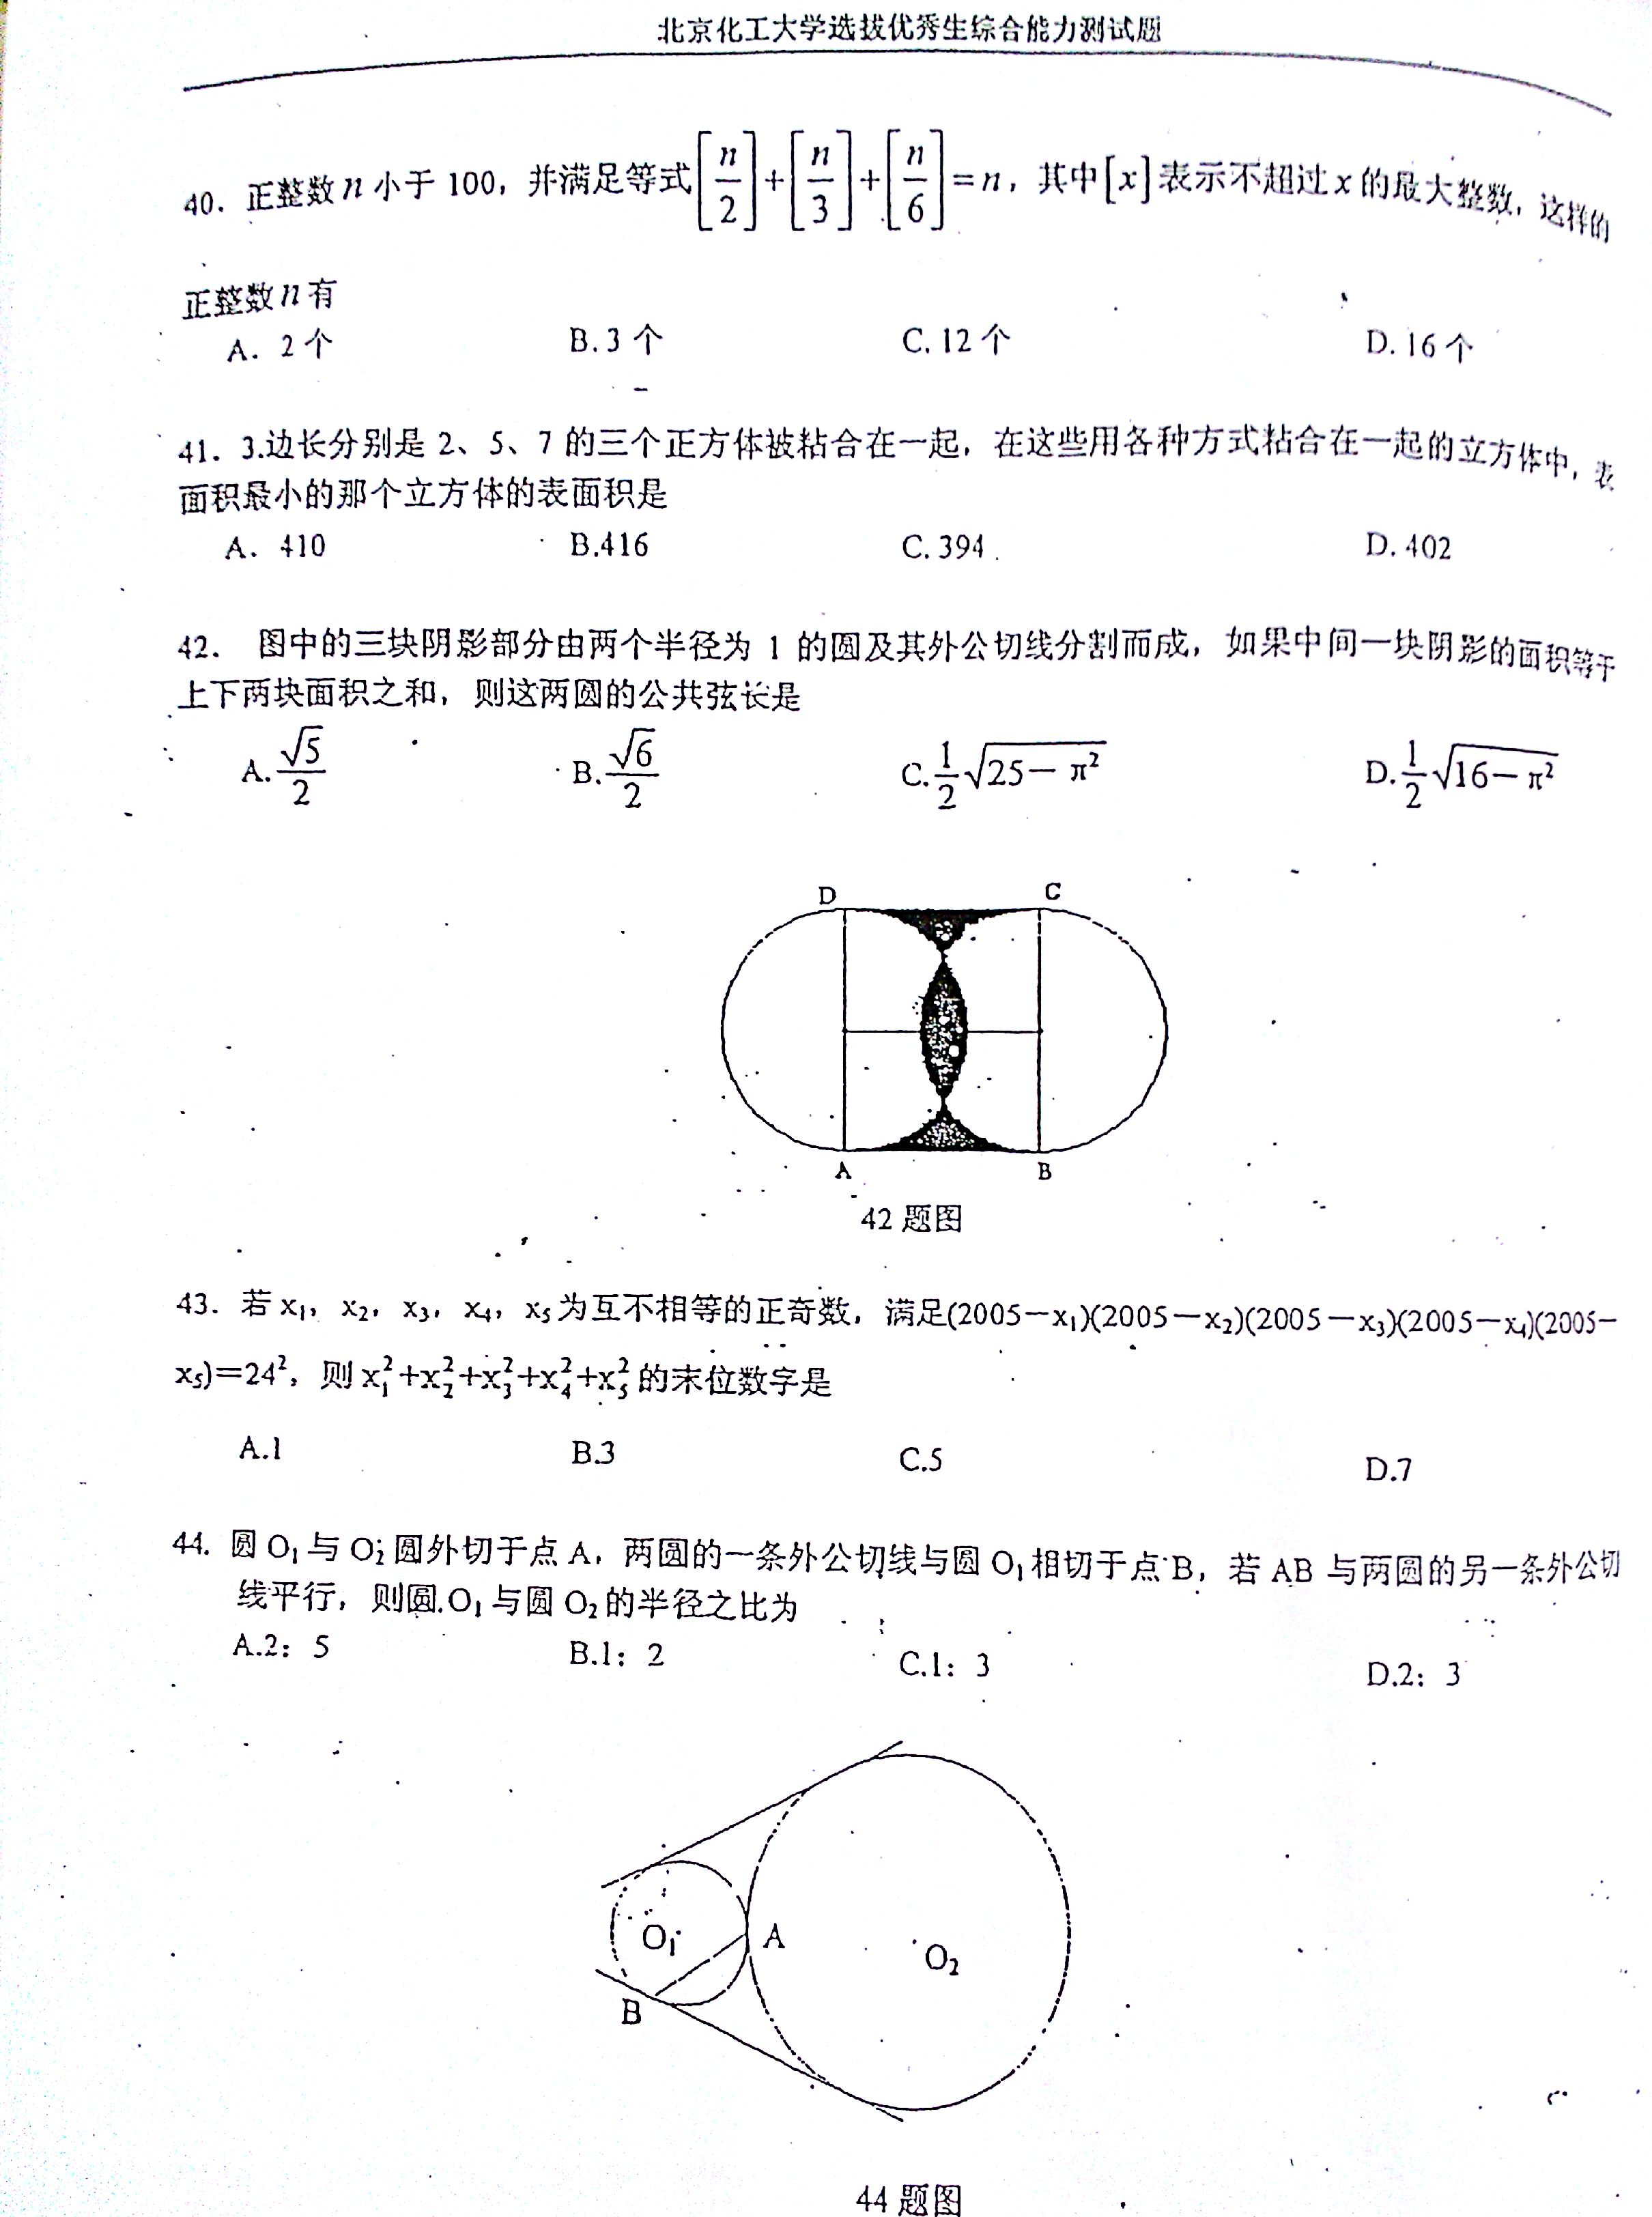 北京化工大学选拔优秀生综合能力测试题
40. 正整数n小于100，并满足等式[n/2]+[n/3]+[n/6]=n，其中[x]表示不超过x的最大整数，这样的
正整数n有
A. 2个 B.3个 C.12个 D.16个
41. 3.边长分别是2、5、7的三个正方体被粘合在一起，在这些用各种方式粘合在一起的立方体中，表
面积最小的那个立方体的表面积是
A. 410 B.416 C.394 D.402
42. 图中的三块阴影部分由两个半径为1的圆及其外公切线分割而成，如果中间一块阴影的面积等于
上下两块面积之和，则这两圆的公共弦长是
A.√5/2 B.√6/2 C.1/2√(25－π²) D.1/2√(16－π²)
D C
A B
42题图
43. 若x₁，x₂，x₃，x₄，x₅为互不相等的正奇数，满足(2005－x₁)(2005－x₂)(2005－x₃)(2005－x₄)(2005－
x₅)＝24²，则x₁²+x₂²+x₃²+x₄²+x₅²的末位数字是
A.1 B.3 C.5 D.7
44. 圆O₁与O₂圆外切于点A，两圆的一条外公切线与圆O₁相切于点B，若AB与两圆的另一条外公切
线平行，则圆O₁与圆O₂的半径之比为
A.2：5 B.1：2 C.1：3 D.2：3
O₁ A O₂
B
44题图